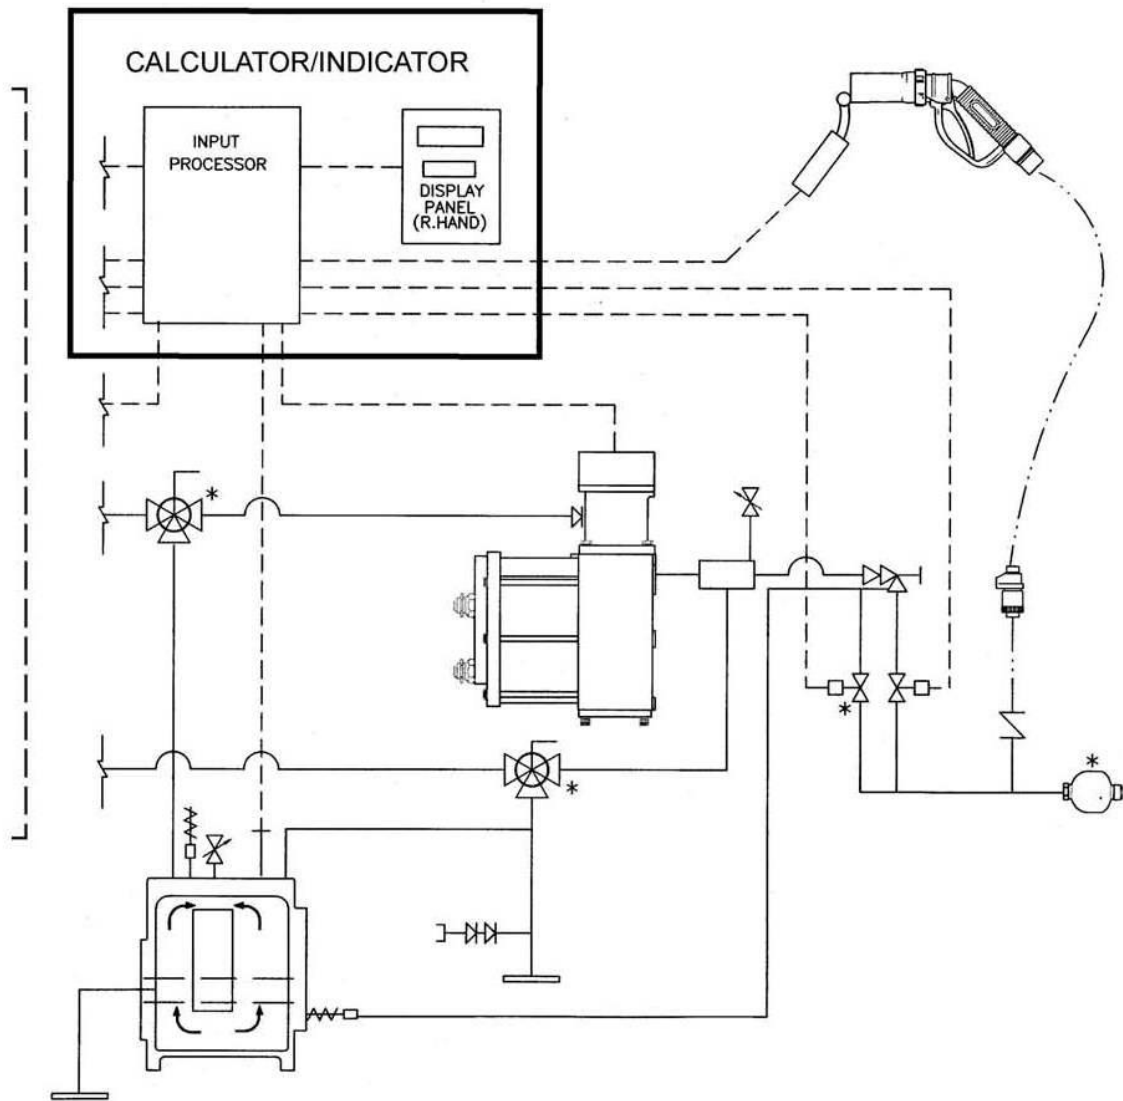 CALCULATOR/INDICATOR
INPUT
PROCESSOR
DISPLAY
PANEL
(R.HAND)
*
*
*
*